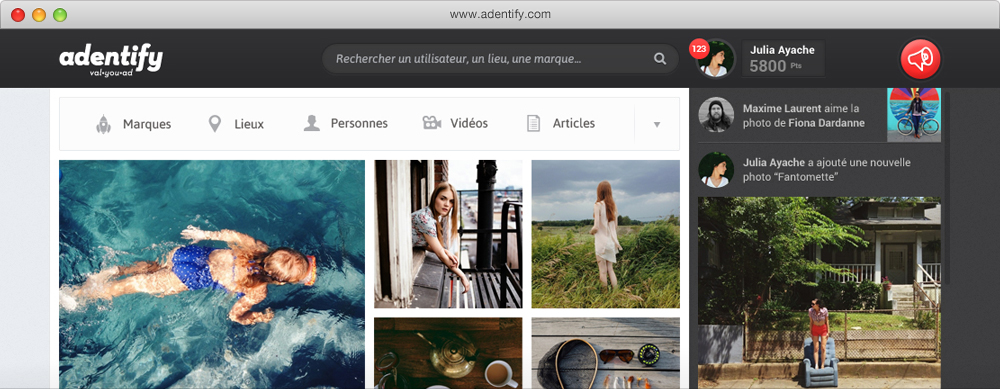 www.adentify.com
adentify
val•you•ad
Rechercher un utilisateur, un lieu, une marque...
123
Julia Ayache
5800 Pts
Marques
Lieux
Personnes
Vidéos
Articles
Maxime Laurent aime la
photo de Fiona Dardanne
Julia Ayache a ajouté une nouvelle
photo “Fantomette”